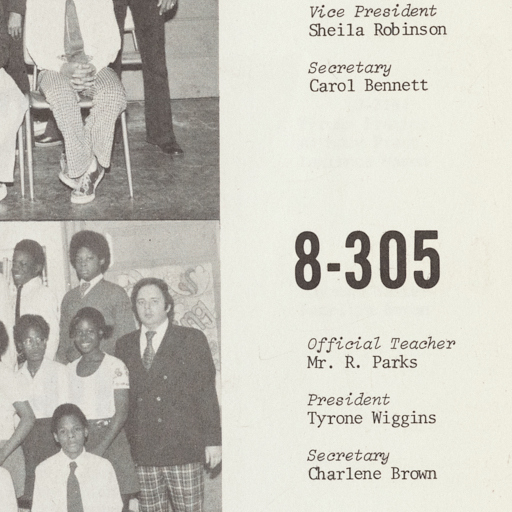 Vice President
Sheila Robinson
Secretary
Carol Bennett
8-305
Official Teacher
Mr. R. Parks
President
Tyrone Wiggins
Secretary
Charlene Brown